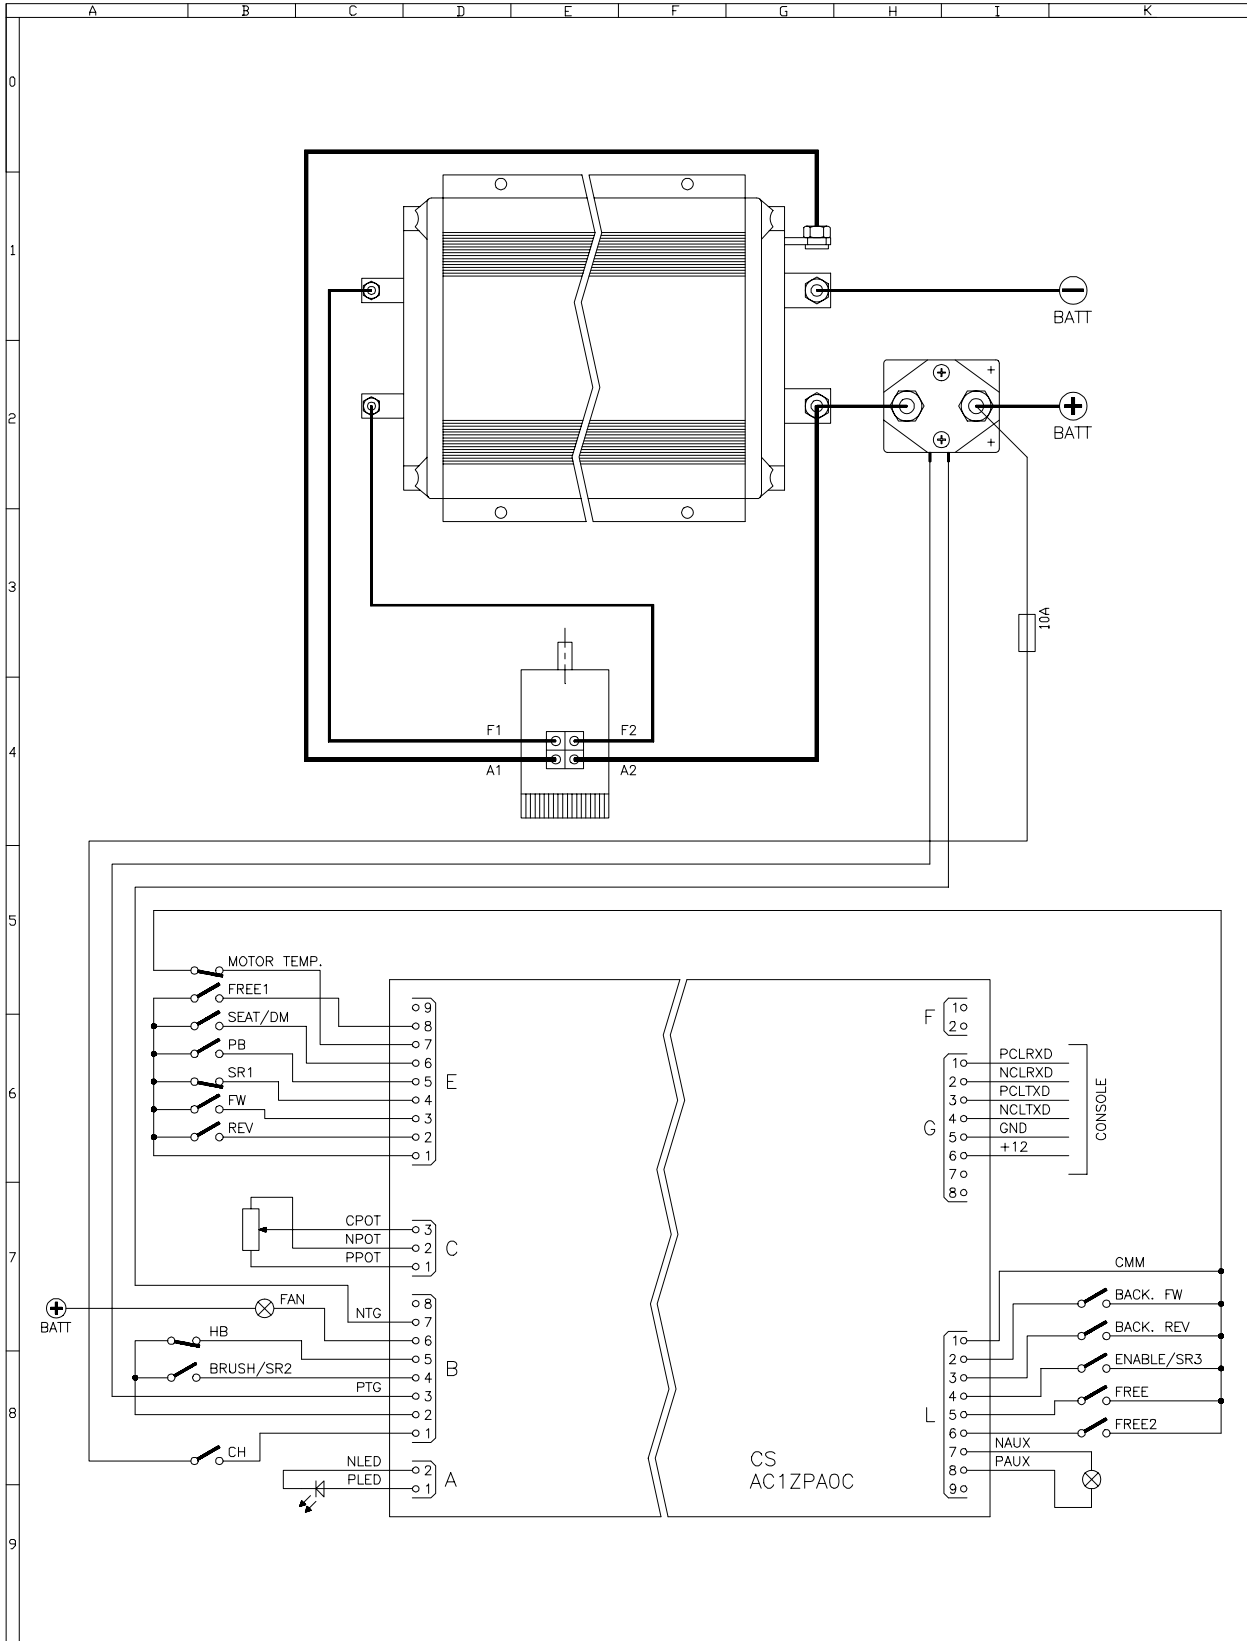 A B C D E F G H I K
0
1
BATT
2
BATT
3
10A
F1 F2
4
A1 A2
5
MOTOR TEMP.
FREE1
SEAT/DM
PB
SR1
FW
REV
9
8
7
6
5
4
3
2
1
E
1
2
F
6
PCLRXD
NCLRXD
PCLTXD
NCLTXD
GND
+12
1
2
3
4
5
6
7
8
G
CONSOLE
7
CPOT
NPOT
PPOT
3
2
1
C
BATT
FAN
NTG
HB
BRUSH/SR2
PTG
CH
8
7
6
5
4
3
2
1
B
8
CMM
BACK. FW
BACK. REV
ENABLE/SR3
FREE
FREE2
NAUX
PAUX
1
2
3
4
5
6
7
8
9
L
NLED
PLED
2
1
A
CS
AC1ZPA0C
9